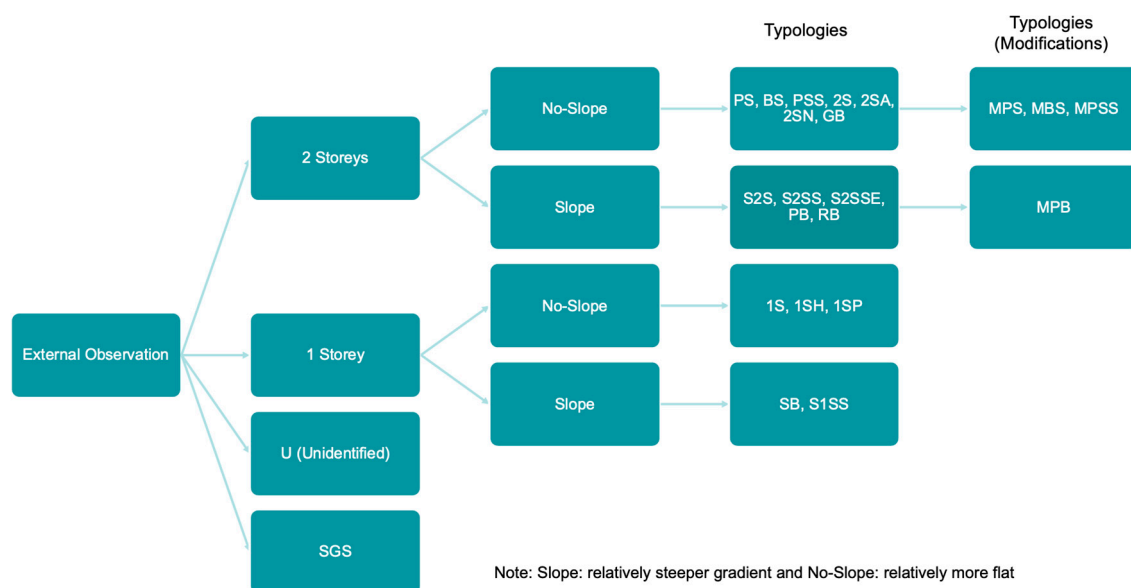 Typologies
Typologies
(Modifications)
No-Slope
PS, BS, PSS, 2S, 2SA,
2SN, GB
MPS, MBS, MPSS
2 Storeys
Slope
S2S, S2SS, S2SSE,
PB, RB
MPB
No-Slope
1S, 1SH, 1SP
External Observation
1 Storey
Slope
SB, S1SS
U (Unidentified)
SGS
Note: Slope: relatively steeper gradient and No-Slope: relatively more flat